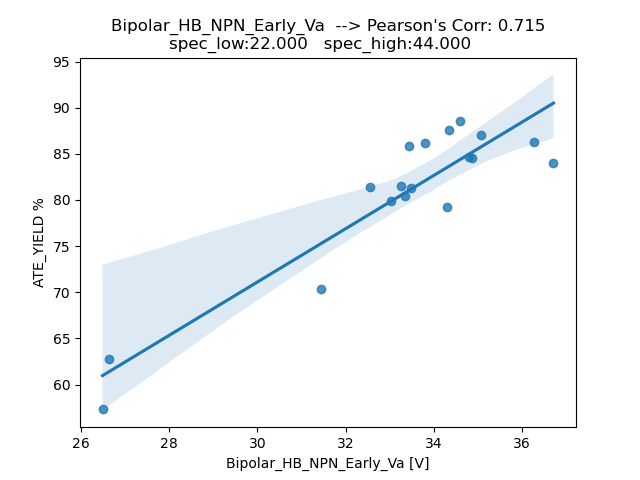 Bipolar_HB_NPN_Early_Va  --> Pearson's Corr: 0.715
spec_low:22.000   spec_high:44.000
95
90
85
80
75
70
65
60
ATE_YIELD %
26 28 30 32 34 36
Bipolar_HB_NPN_Early_Va [V]